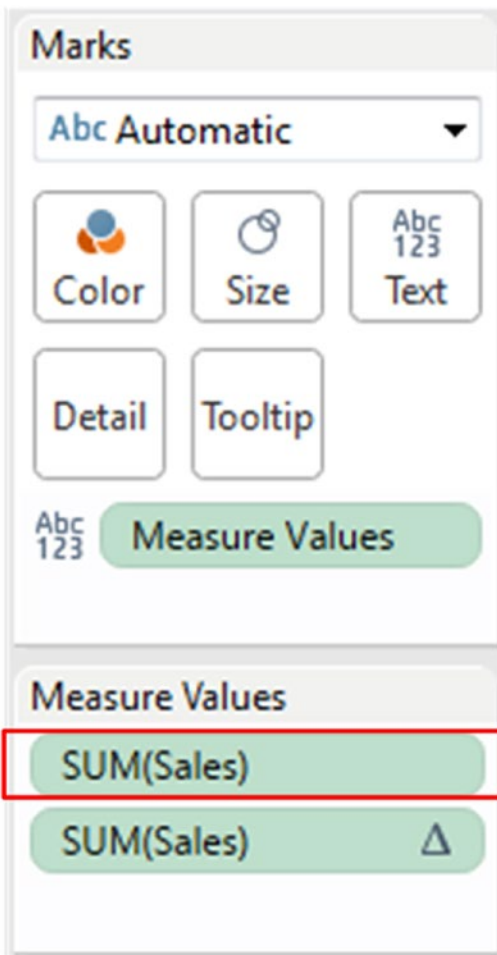 Marks
Abc Automatic
Color
Size
Abc
123
Text
Detail
Tooltip
Abc
123
Measure Values
Measure Values
SUM(Sales)
SUM(Sales) Δ